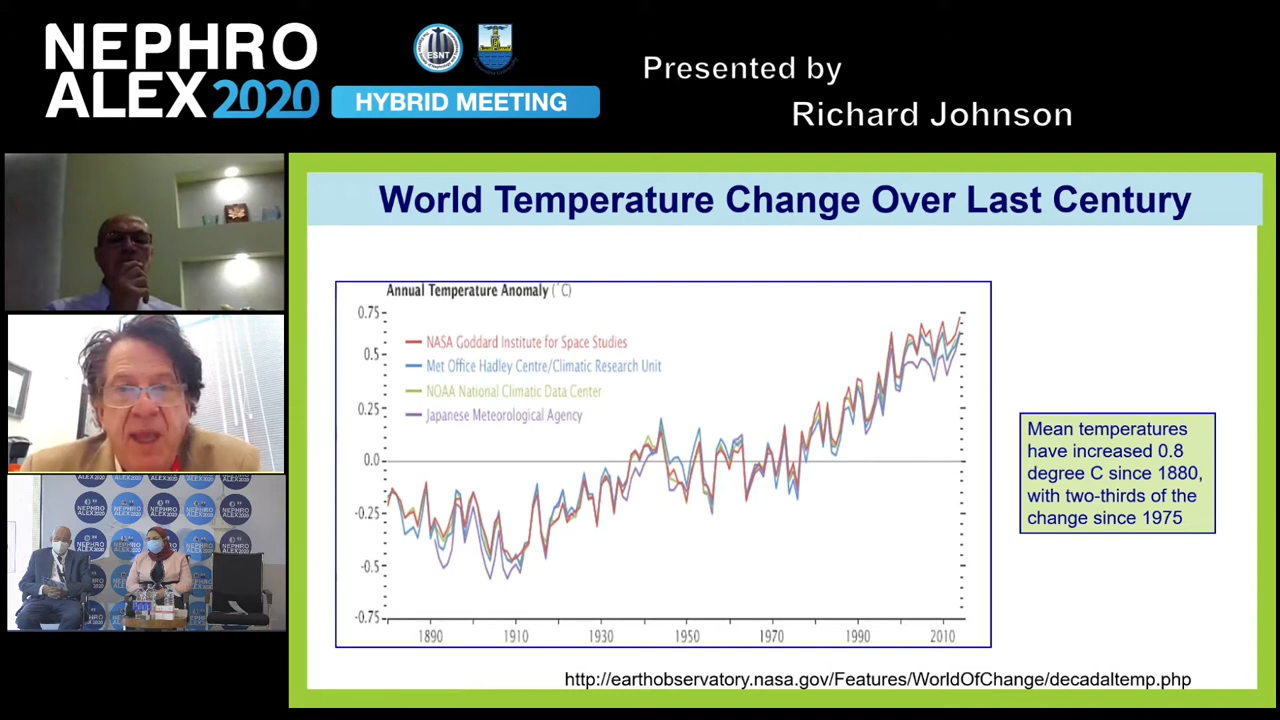 NEPHRO
ALEX 2020
HYBRID MEETING
ESNT
Presented by
Richard Johnson
World Temperature Change Over Last Century
Annual Temperature Anomaly (˚C)
0.75
0.5
0.25
0.0
-0.25
-0.5
-0.75
NASA Goddard Institute for Space Studies
Met Office Hadley Centre/Climatic Research Unit
NOAA National Climatic Data Center
Japanese Meteorological Agency
1890 1910 1930 1950 1970 1990 2010
Mean temperatures
have increased 0.8
degree C since 1880,
with two-thirds of the
change since 1975
http://earthobservatory.nasa.gov/Features/WorldOfChange/decadaltemp.php
NEPHRO
ALEX2020